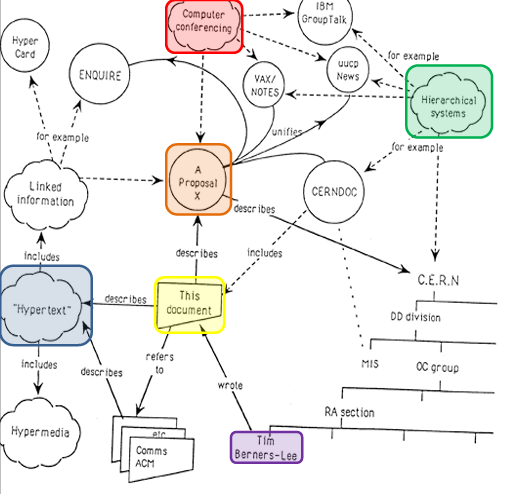 Computer
conferencing
IBM
GroupTalk
Hyper
Card
ENQUIRE
VAX/
NOTES
uucp
News
for example
Hierarchical
systems
unifies
for example
for example
A
Proposal
X
Linked
information
CERNDOC
describes
includes
describes
includes
C.E.R.N
"Hypertext"
describes
This
document
DD division
includes
describes
refers
to
wrote
MIS
OC group
RA section
Hypermedia
etc
Comms
ACM
Tim
Berners-Lee